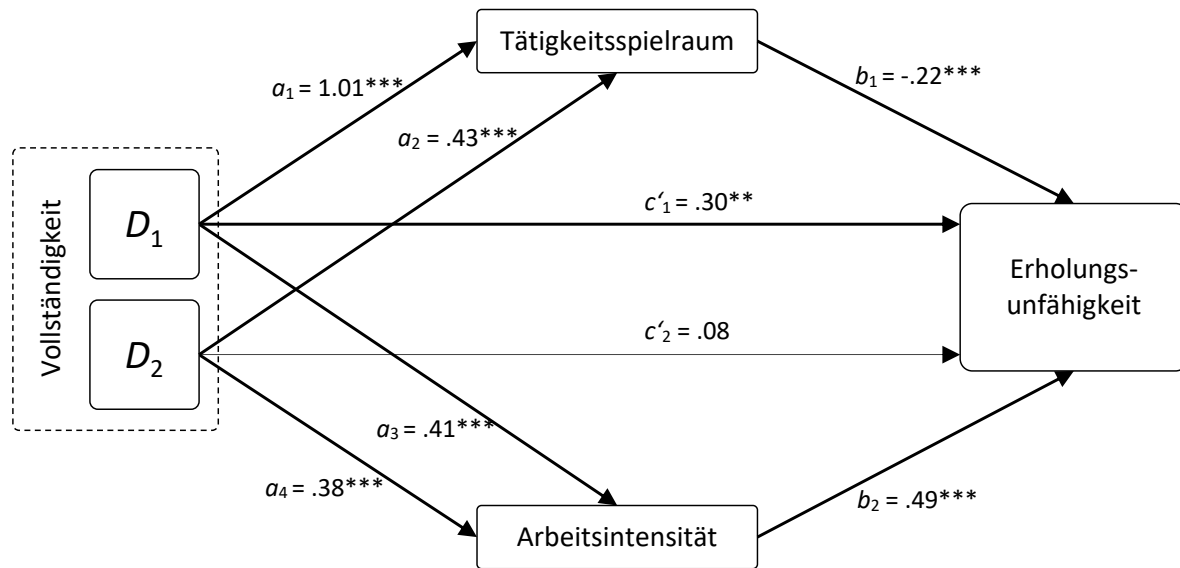 Tätigkeitsspielraum
a1 = 1.01***
b1 = -.22***
a2 = .43***
Vollständigkeit
D1
c‘1 = .30**
Erholungs-
unfähigkeit
D2
c‘2 = .08
a3 = .41***
a4 = .38***
b2 = .49***
Arbeitsintensität